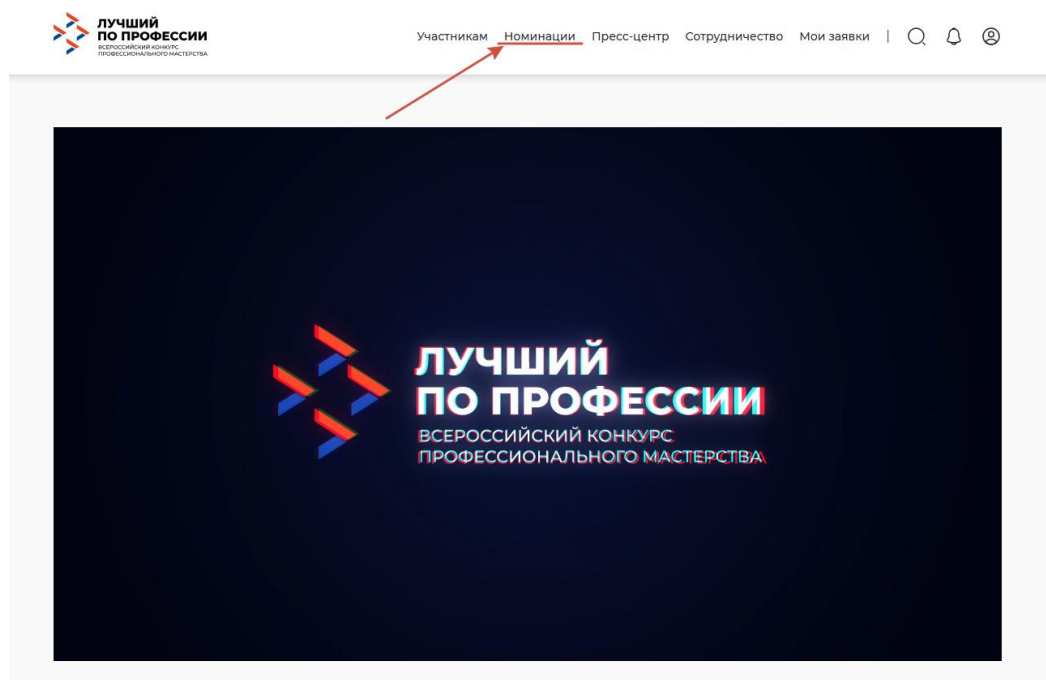 ЛУЧШИЙ
ПО ПРОФЕССИИ
ВСЕРОССИЙСКИЙ КОНКУРС
ПРОФЕССИОНАЛЬНОГО МАСТЕРСТВА
Участникам Номинации Пресс-центр Сотрудничество Мои заявки |
ЛУЧШИЙ
ПО ПРОФЕССИИ
ВСЕРОССИЙСКИЙ КОНКУРС
ПРОФЕССИОНАЛЬНОГО МАСТЕРСТВА